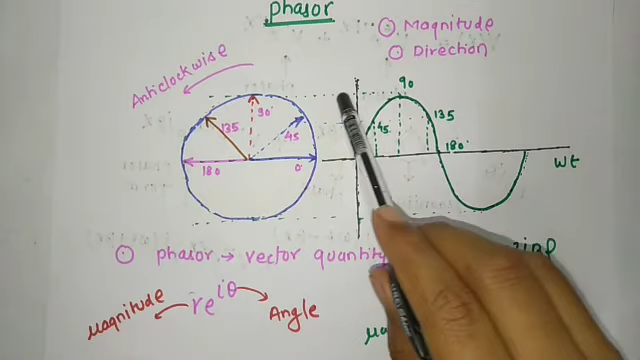 phasor
Magnitude
Direction
Anticlockwise
90
135
45
180
0
90
45
135
180°
wt
phasor → vector quantity
re^iθ
Magnitude
Angle